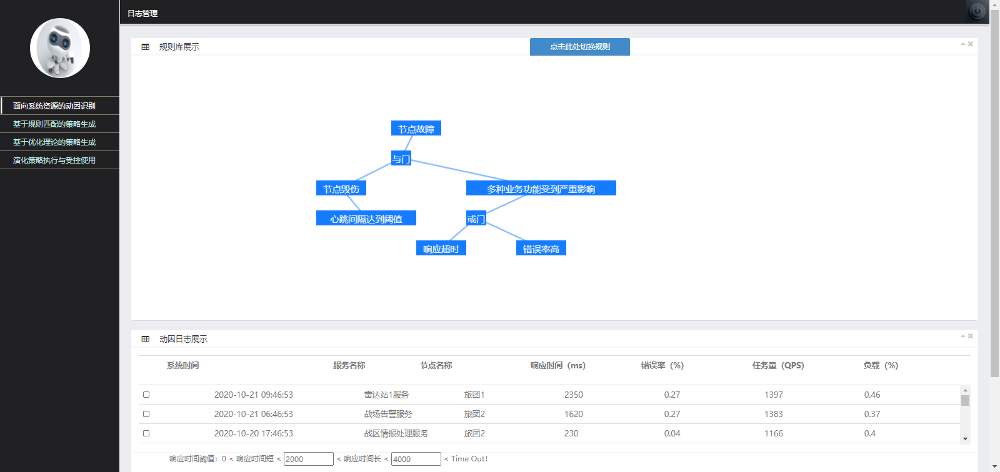 日志管理
面向系统资源的动因识别
基于规则匹配的策略生成
基于优化理论的策略生成
演化策略执行与受控使用
规则库展示
点击此处切换规则
节点故障
与门
节点毁伤
多种业务功能受到严重影响
心跳间隔达到阈值
或门
响应超时
错误率高
动因日志展示
系统时间 服务名称 节点名称 响应时间（ms） 错误率（%） 任务量（QPS） 负载（%）
2020-10-21 09:46:53 雷达站1服务 旅团1 2350 0.27 1397 0.46
2020-10-21 06:46:53 战场告警服务 旅团2 1620 0.27 1383 0.37
2020-10-20 17:46:53 战区情报处理服务 旅团2 230 0.04 1166 0.4
响应时间阈值：0 < 响应时间短 < 2000 < 响应时间长 < 4000 < Time Out!